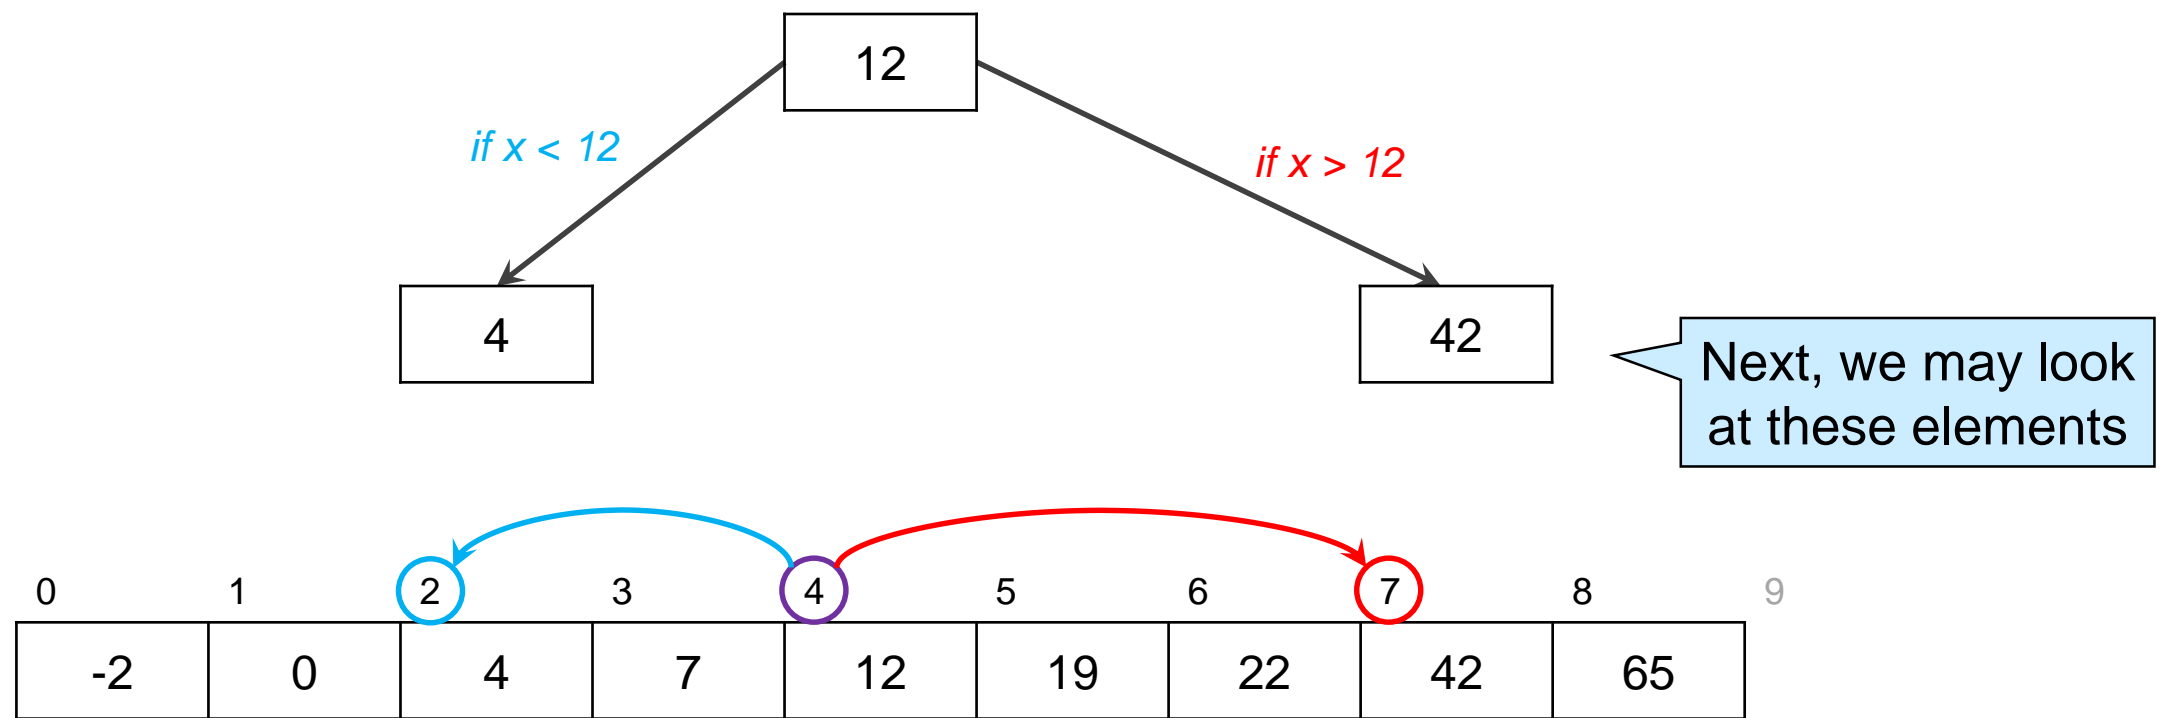 12
if x < 12
if x > 12
4
42
Next, we may look
at these elements
0 1 2 3 4 5 6 7 8 9
-2 0 4 7 12 19 22 42 65